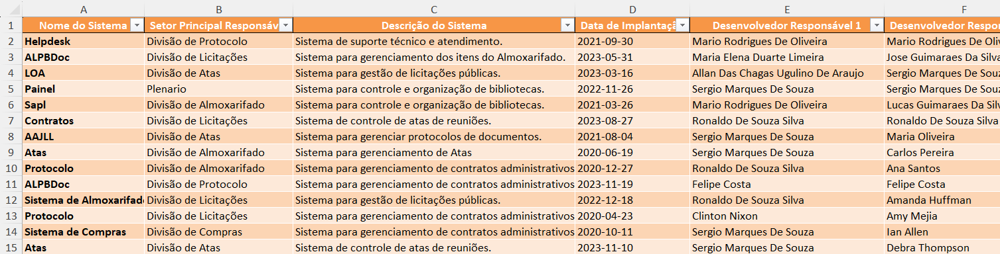 A B C D E F
1 Nome do Sistema Setor Principal Responsáv Descrição do Sistema Data de Implantaçã Desenvolvedor Responsável 1 Desenvolvedor Respon
2 Helpdesk Divisão de Protocolo Sistema de suporte técnico e atendimento. 2021-09-30 Mario Rodrigues De Oliveira Mario Rodrigues De Oliv
3 ALPBDoc Divisão de Licitações Sistema para gerenciamento dos itens do Almoxarifado. 2023-05-31 Maria Elena Duarte Limeira Jose Guimaraes Da Silva
4 LOA Divisão de Atas Sistema para gestão de licitações públicas. 2023-03-16 Allan Das Chagas Ugulino De Araujo Sergio Marques De Souz
5 Painel Plenario Sistema para controle e organização de bibliotecas. 2022-11-26 Sergio Marques De Souza Sergio Marques De Souz
6 Sapl Divisão de Almoxarifado Sistema para controle e organização de bibliotecas. 2021-03-26 Mario Rodrigues De Oliveira Lucas Guimaraes Da Silv
7 Contratos Divisão de Licitações Sistema de controle de atas de reuniões. 2023-08-27 Ronaldo De Souza Silva Ronaldo De Souza Silva
8 AAJLL Divisão de Atas Sistema para gerenciar protocolos de documentos. 2021-08-04 Sergio Marques De Souza Maria Oliveira
9 Atas Divisão de Almoxarifado Sistema para gerenciamento de Atas 2020-06-19 Sergio Marques De Souza Carlos Pereira
10 Protocolo Divisão de Almoxarifado Sistema para gerenciamento de contratos administrativos 2020-12-27 Ronaldo De Souza Silva Ana Santos
11 ALPBDoc Divisão de Protocolo Sistema para gerenciamento de contratos administrativos 2023-11-19 Felipe Costa Felipe Costa
12 Sistema de Almoxarifado Divisão de Licitações Sistema para gestão de licitações públicas. 2022-12-18 Ronaldo De Souza Silva Amanda Huffman
13 Protocolo Divisão de Licitações Sistema para gerenciamento de contratos administrativos 2020-04-23 Clinton Nixon Amy Mejia
14 Sistema de Compras Divisão de Compras Sistema para gerenciamento de contratos administrativos 2020-10-11 Sergio Marques De Souza Ian Allen
15 Atas Divisão de Atas Sistema de controle de atas de reuniões. 2023-11-10 Sergio Marques De Souza Debra Thompson